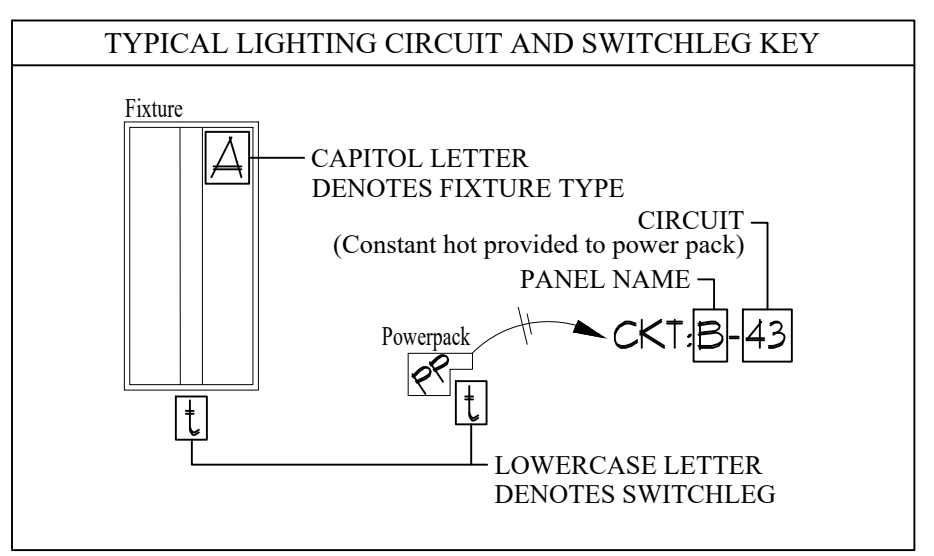 TYPICAL LIGHTING CIRCUIT AND SWITCHLEG KEY
Fixture
A
CAPITOL LETTER
DENOTES FIXTURE TYPE
CIRCUIT
(Constant hot provided to power pack)
PANEL NAME
Powerpack
CKT:B-43
PP
t
t
LOWERCASE LETTER
DENOTES SWITCHLEG